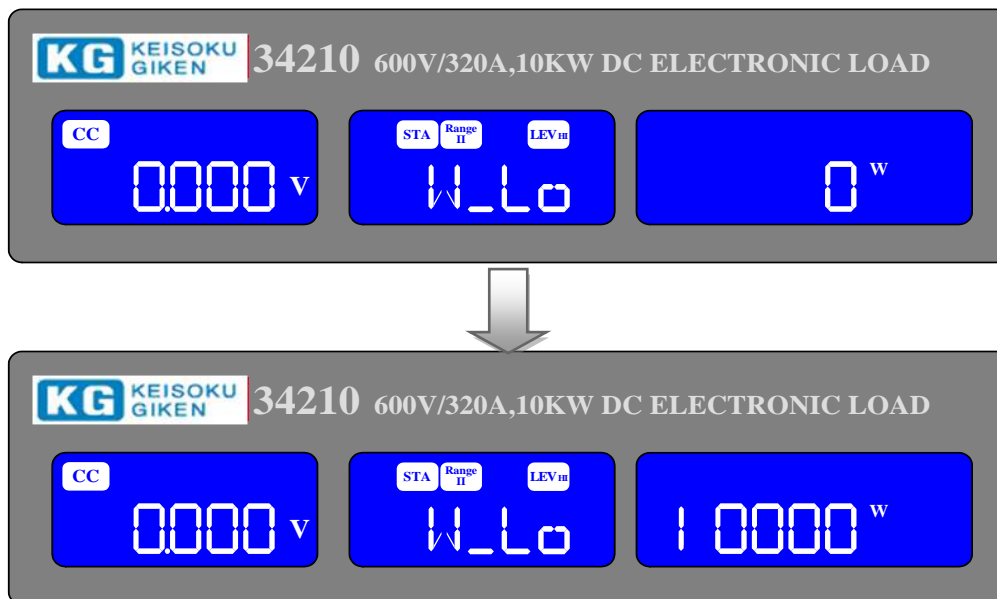 KG KEISOKU GIKEN 34210 600V/320A,10KW DC ELECTRONIC LOAD
CC STA Range II LEV HI
0.000 V W_Lo 0 W
KG KEISOKU GIKEN 34210 600V/320A,10KW DC ELECTRONIC LOAD
CC STA Range II LEV HI
0.000 V W_Lo 10000 W